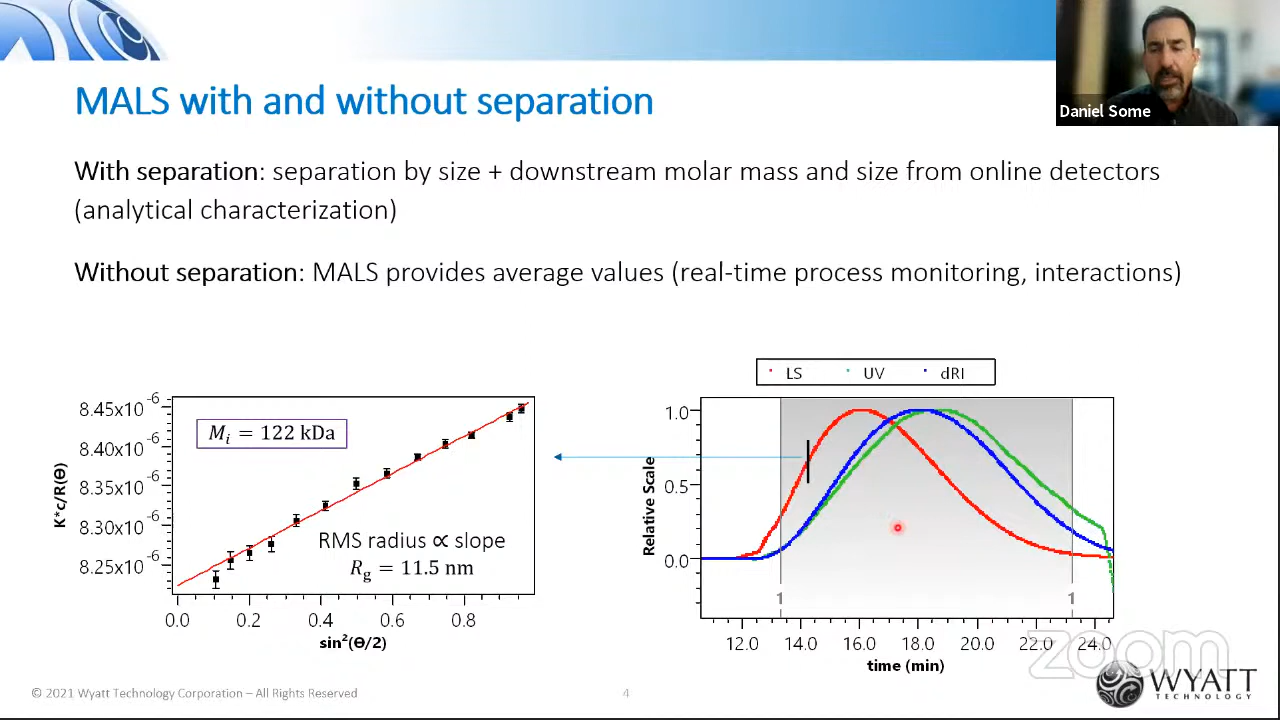 MALS with and without separation
Daniel Some
With separation: separation by size + downstream molar mass and size from online detectors
(analytical characterization)
Without separation: MALS provides average values (real-time process monitoring, interactions)
LS UV dRI
8.45x10⁻⁶
8.40x10⁻⁶
8.35x10⁻⁶
8.30x10⁻⁶
8.25x10⁻⁶
K*c/R(Θ)
Mᵢ = 122 kDa
RMS radius ∝ slope
R_g = 11.5 nm
0.0 0.2 0.4 0.6 0.8
sin²(Θ/2)
Relative Scale
1.0
0.5
0.0
1 1
12.0 14.0 16.0 18.0 20.0 22.0 24.0
time (min)
zoom
© 2021 Wyatt Technology Corporation – All Rights Reserved
4
WYATT
TECHNOLOGY